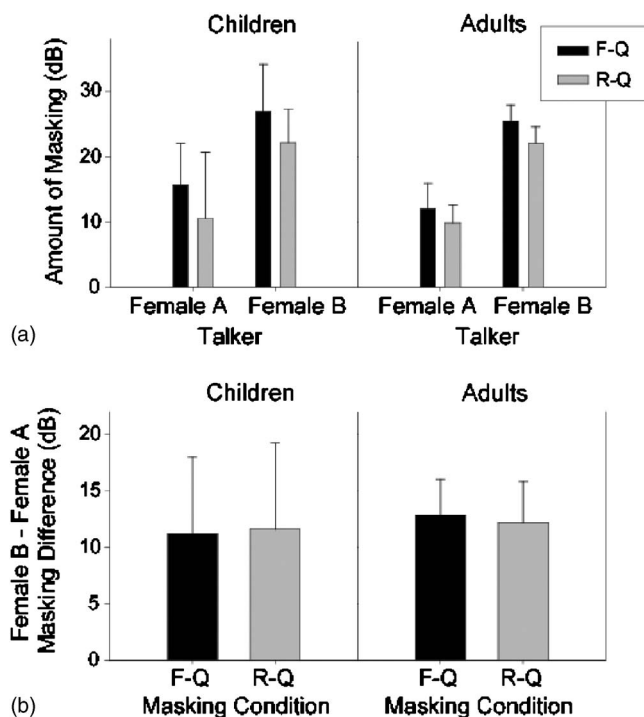 Children Adults
F-Q
R-Q
Amount of Masking (dB)
30
20
10
0
Female A Female B Female A Female B
Talker Talker
(a)
Children Adults
Female B - Female A
Masking Difference (dB)
20
15
10
5
0
F-Q R-Q F-Q R-Q
Masking Condition Masking Condition
(b)